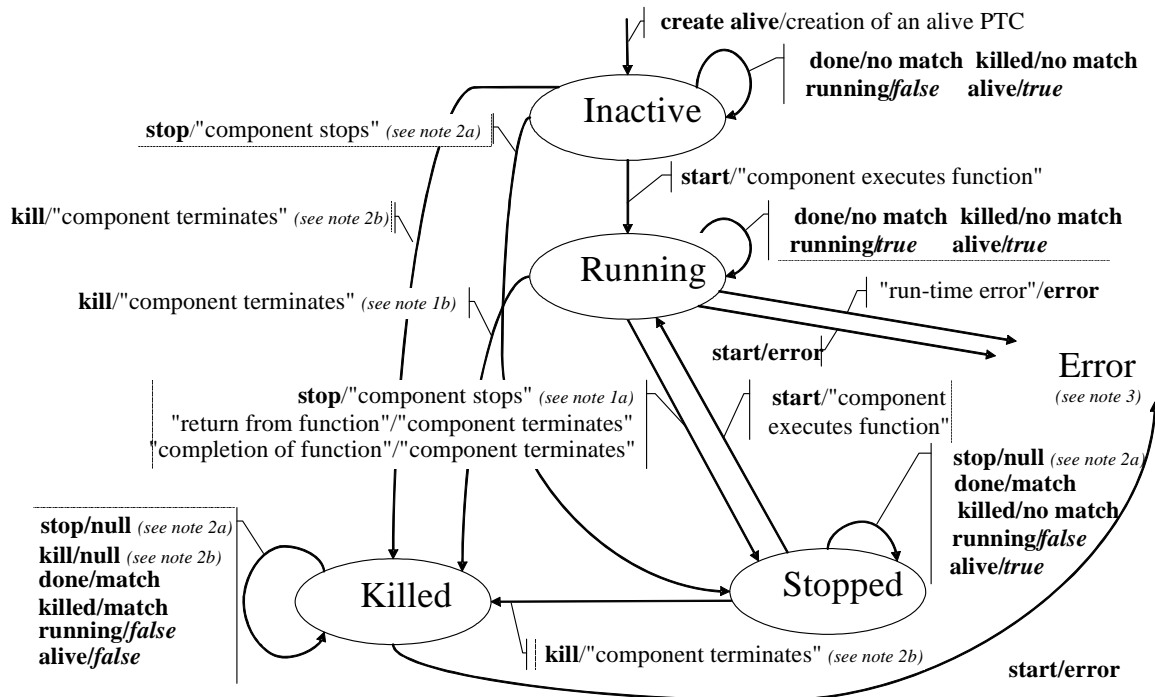 create alive/creation of an alive PTC
done/no match killed/no match
running/false alive/true
Inactive
stop/"component stops" (see note 2a)
start/"component executes function"
kill/"component terminates" (see note 2b)
done/no match killed/no match
running/true alive/true
Running
kill/"component terminates" (see note 1b)
"run-time error"/error
start/error
Error
(see note 3)
stop/"component stops" (see note 1a)
"return from function"/"component terminates"
"completion of function"/"component terminates"
start/"component
executes function"
stop/null (see note 2a)
done/match
killed/no match
running/false
alive/true
stop/null (see note 2a)
kill/null (see note 2b)
done/match
killed/match
running/false
alive/false
Killed
Stopped
kill/"component terminates" (see note 2b)
start/error